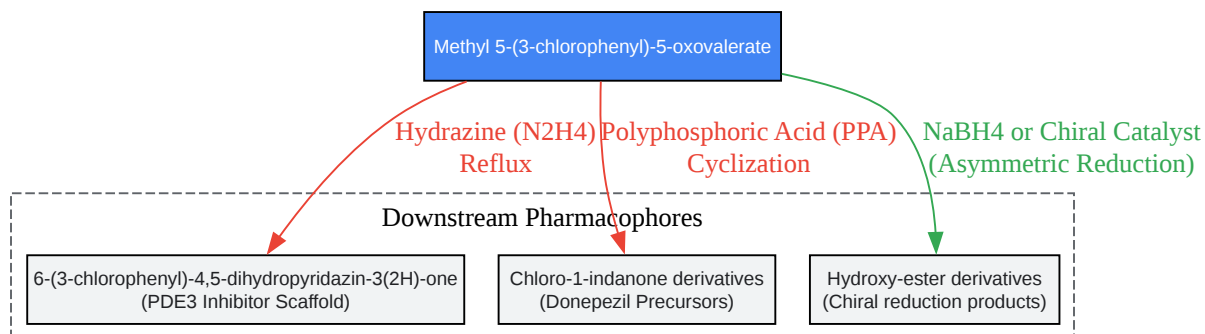 Methyl 5-(3-chlorophenyl)-5-oxovalerate
Hydrazine (N2H4)
Reflux
Polyphosphoric Acid (PPA)
Cyclization
NaBH4 or Chiral Catalyst
(Asymmetric Reduction)
Downstream Pharmacophores
6-(3-chlorophenyl)-4,5-dihydropyridazin-3(2H)-one
(PDE3 Inhibitor Scaffold)
Chloro-1-indanone derivatives
(Donepezil Precursors)
Hydroxy-ester derivatives
(Chiral reduction products)